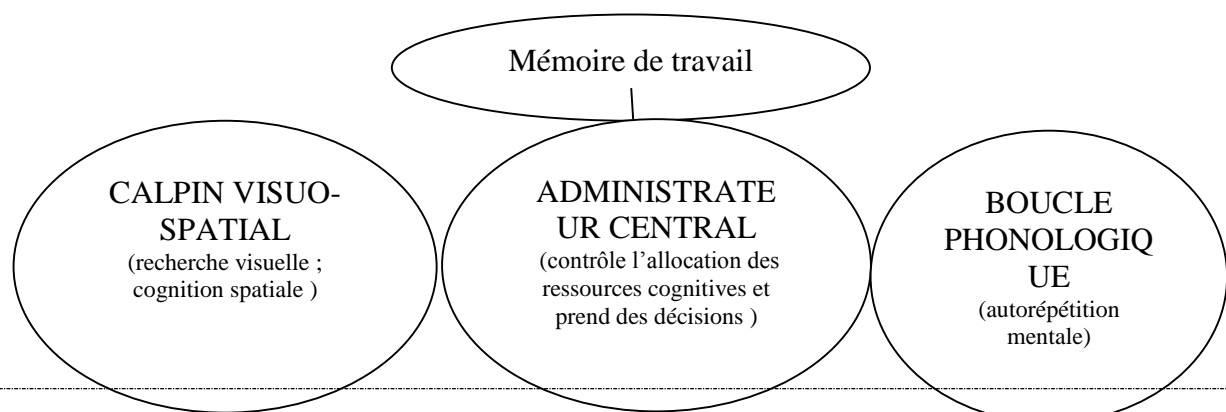 Mémoire de travail
CALPIN VISUO-
SPATIAL
(recherche visuelle ;
cognition spatiale )
ADMINISTRATE
UR CENTRAL
(contrôle l’allocation des
ressources cognitives et
prend des décisions )
BOUCLE
PHONOLOGIQ
UE
(autorépétition
mentale)